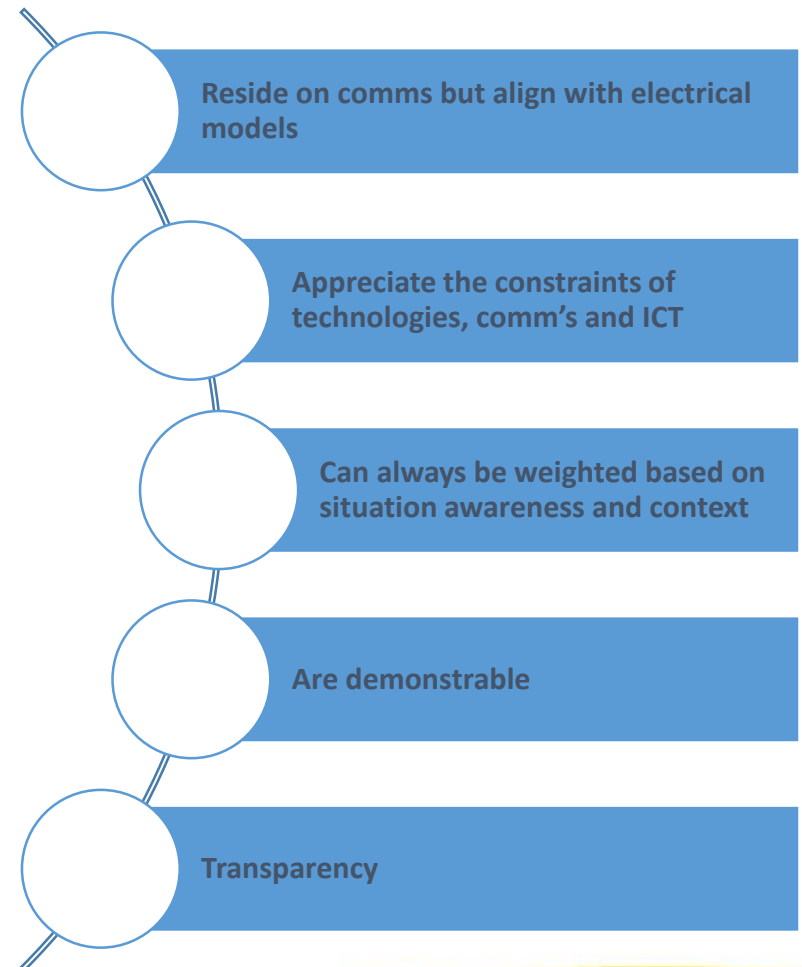 Reside on comms but align with electrical
models
Appreciate the constraints of
technologies, comm’s and ICT
Can always be weighted based on
situation awareness and context
Are demonstrable
Transparency